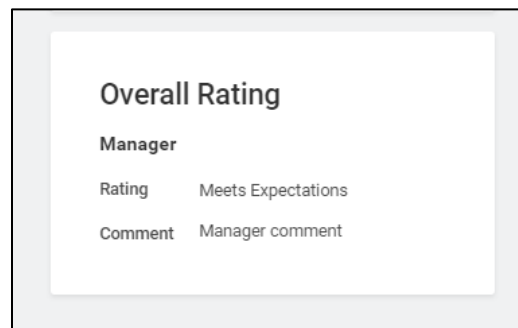 Overall Rating
Manager
Rating Meets Expectations
Comment Manager comment